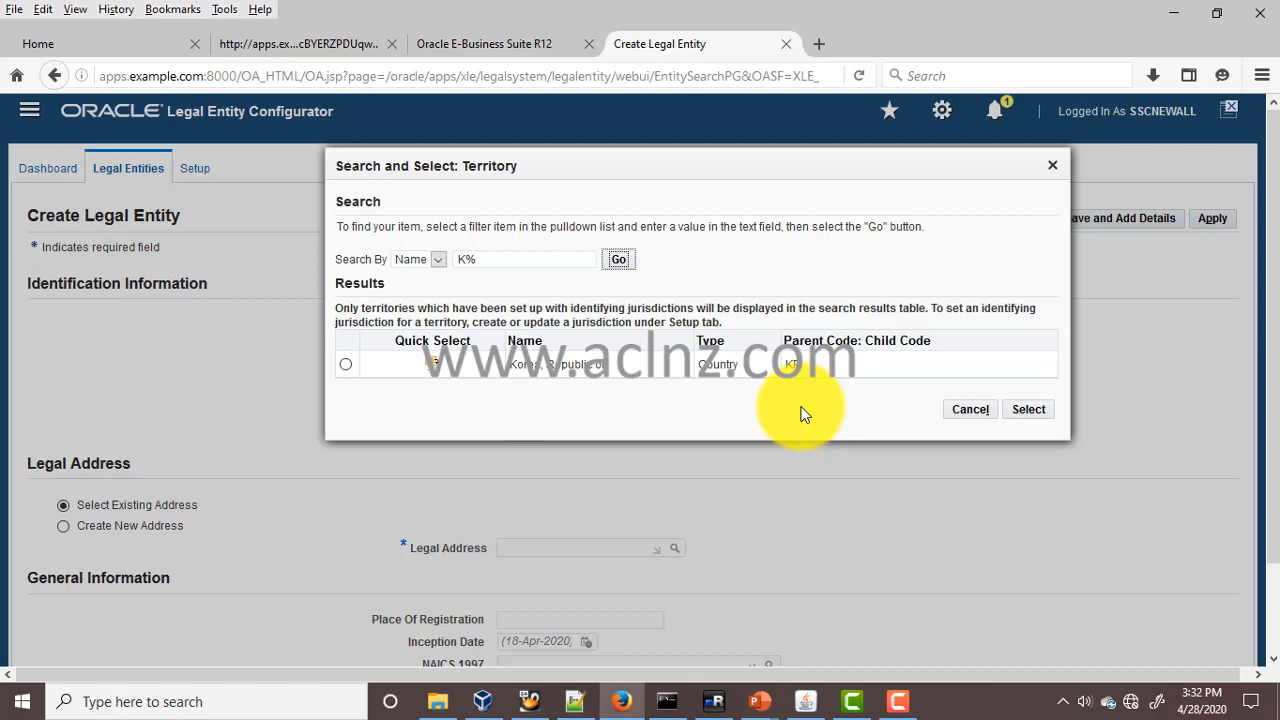 File Edit View History Bookmarks Tools Help
Home http://apps.ex...cBYERZPDUqw.. Oracle E-Business Suite R12 Create Legal Entity
apps.example.com:8000/OA_HTML/OA.jsp?page=/oracle/apps/xle/legalsystem/legalentity/webui/EntitySearchPG&OASF=XLE_ Search
ORACLE Legal Entity Configurator 1 Logged In As SSCNEWALL
Dashboard Legal Entities Setup
Search and Select: Territory
Create Legal Entity
ave and Add Details Apply
* Indicates required field
Search
To find your item, select a filter item in the pulldown list and enter a value in the text field, then select the "Go" button.
Search By Name K% Go
Identification Information
Results
Only territories which have been set up with identifying jurisdictions will be displayed in the search results table. To set an identifying
jurisdiction for a territory, create or update a jurisdiction under Setup tab.
Quick Select Name Type Parent Code: Child Code
Korea, Republic of Country
www.aclnz.com
Cancel Select
Legal Address
Select Existing Address
Create New Address
* Legal Address
General Information
Place Of Registration
Inception Date (18-Apr-2020,
NAICS 1997
Type here to search
3:32 PM
4/28/2020